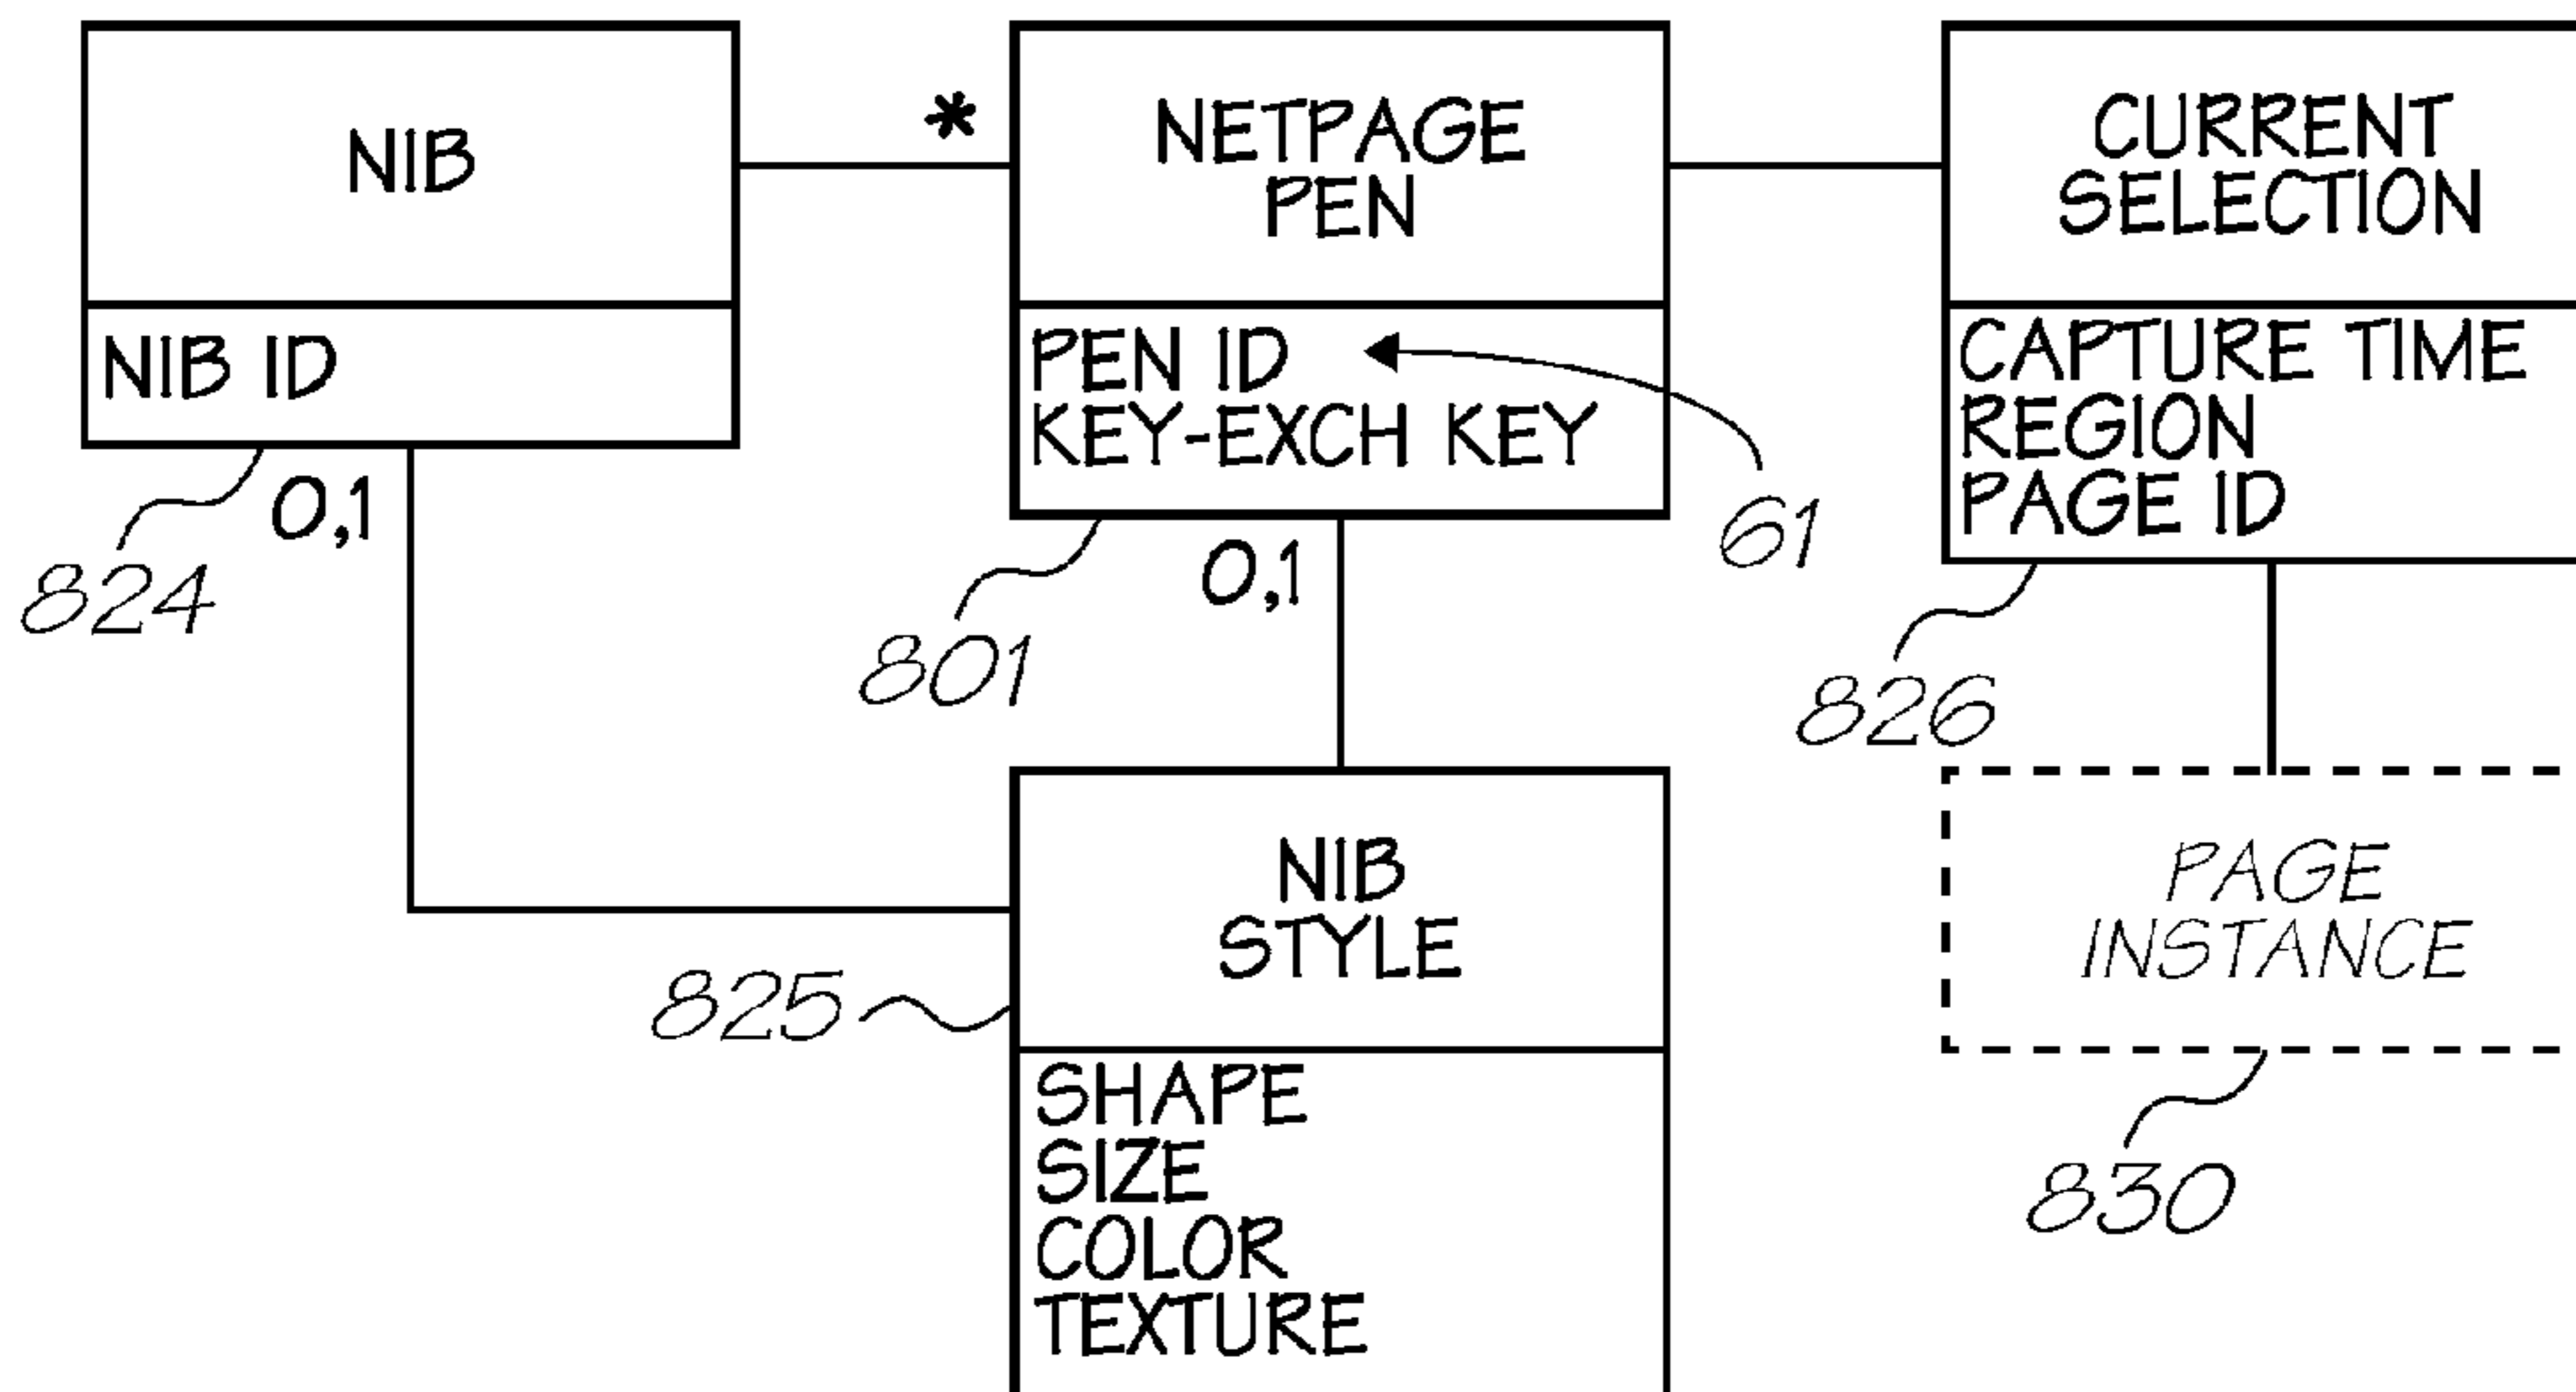 NIB
*
NETPAGE
PEN
CURRENT
SELECTION
NIB ID
PEN ID
KEY-EXCH KEY
CAPTURE TIME
REGION
PAGE ID
824
0,1
801
0,1
61
826
NIB
STYLE
825
SHAPE
SIZE
COLOR
TEXTURE
PAGE
INSTANCE
830